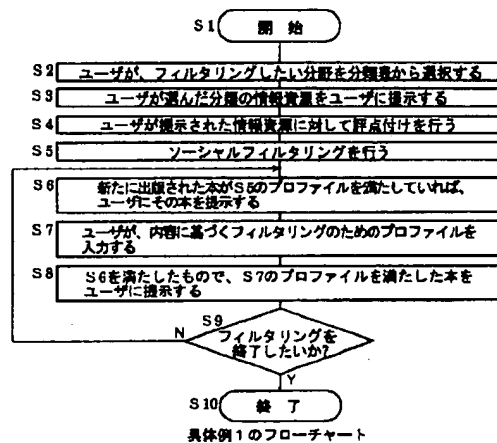 S1 開始
S2 ユーザが、フィルタリングしたい分野を分類表から選択する
S3 ユーザが選んだ分類の情報資源をユーザに提示する
S4 ユーザが提示された情報資源に対して評点付けを行う
S5 ソーシャルフィルタリングを行う
S6 新たに出版された本がS5のプロファイルを満たしていれば、
ユーザにその本を提示する
S7 ユーザが、内容に基づくフィルタリングのためのプロファイルを
入力する
S8 S6を満たしたもので、S7のプロファイルを満たした本を
ユーザに提示する
S9
N フィルタリングを
終了したいか?
Y
S10 終了
具体例1のフローチャート